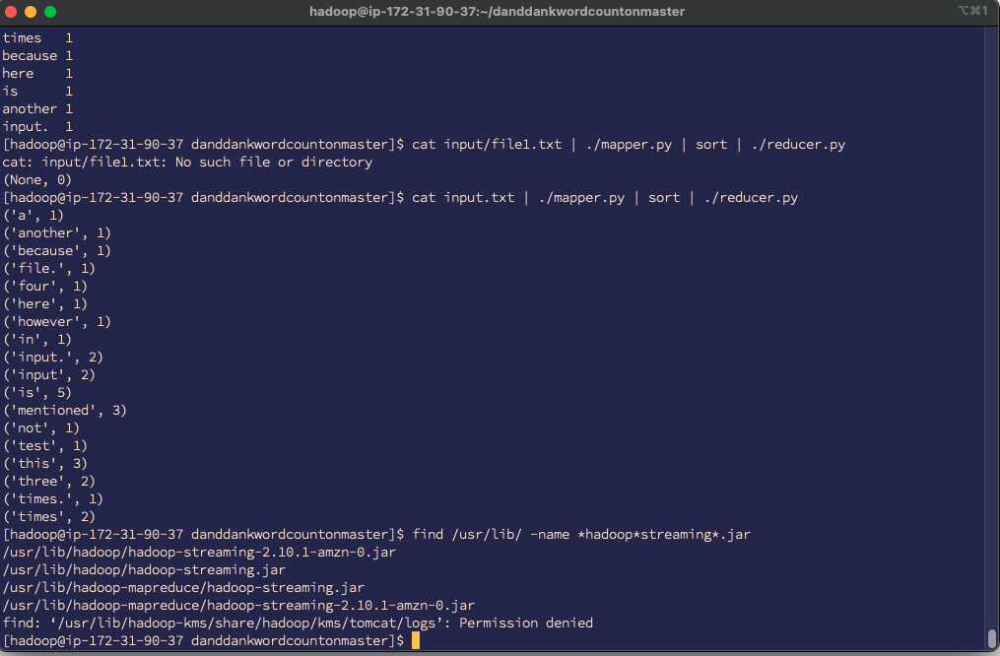 hadoop@ip-172-31-90-37:~/danddankwordcountonmaster
⌥⌘1
times   1
because 1
here    1
is      1
another 1
input.  1
[hadoop@ip-172-31-90-37 danddankwordcountonmaster]$ cat input/file1.txt | ./mapper.py | sort | ./reducer.py
cat: input/file1.txt: No such file or directory
(None, 0)
[hadoop@ip-172-31-90-37 danddankwordcountonmaster]$ cat input.txt | ./mapper.py | sort | ./reducer.py
('a', 1)
('another', 1)
('because', 1)
('file.', 1)
('four', 1)
('here', 1)
('however', 1)
('in', 1)
('input.', 2)
('input', 2)
('is', 5)
('mentioned', 3)
('not', 1)
('test', 1)
('this', 3)
('three', 2)
('times.', 1)
('times', 2)
[hadoop@ip-172-31-90-37 danddankwordcountonmaster]$ find /usr/lib/ -name *hadoop*streaming*.jar
/usr/lib/hadoop/hadoop-streaming-2.10.1-amzn-0.jar
/usr/lib/hadoop/hadoop-streaming.jar
/usr/lib/hadoop-mapreduce/hadoop-streaming.jar
/usr/lib/hadoop-mapreduce/hadoop-streaming-2.10.1-amzn-0.jar
find: ‘/usr/lib/hadoop-kms/share/hadoop/kms/tomcat/logs’: Permission denied
[hadoop@ip-172-31-90-37 danddankwordcountonmaster]$